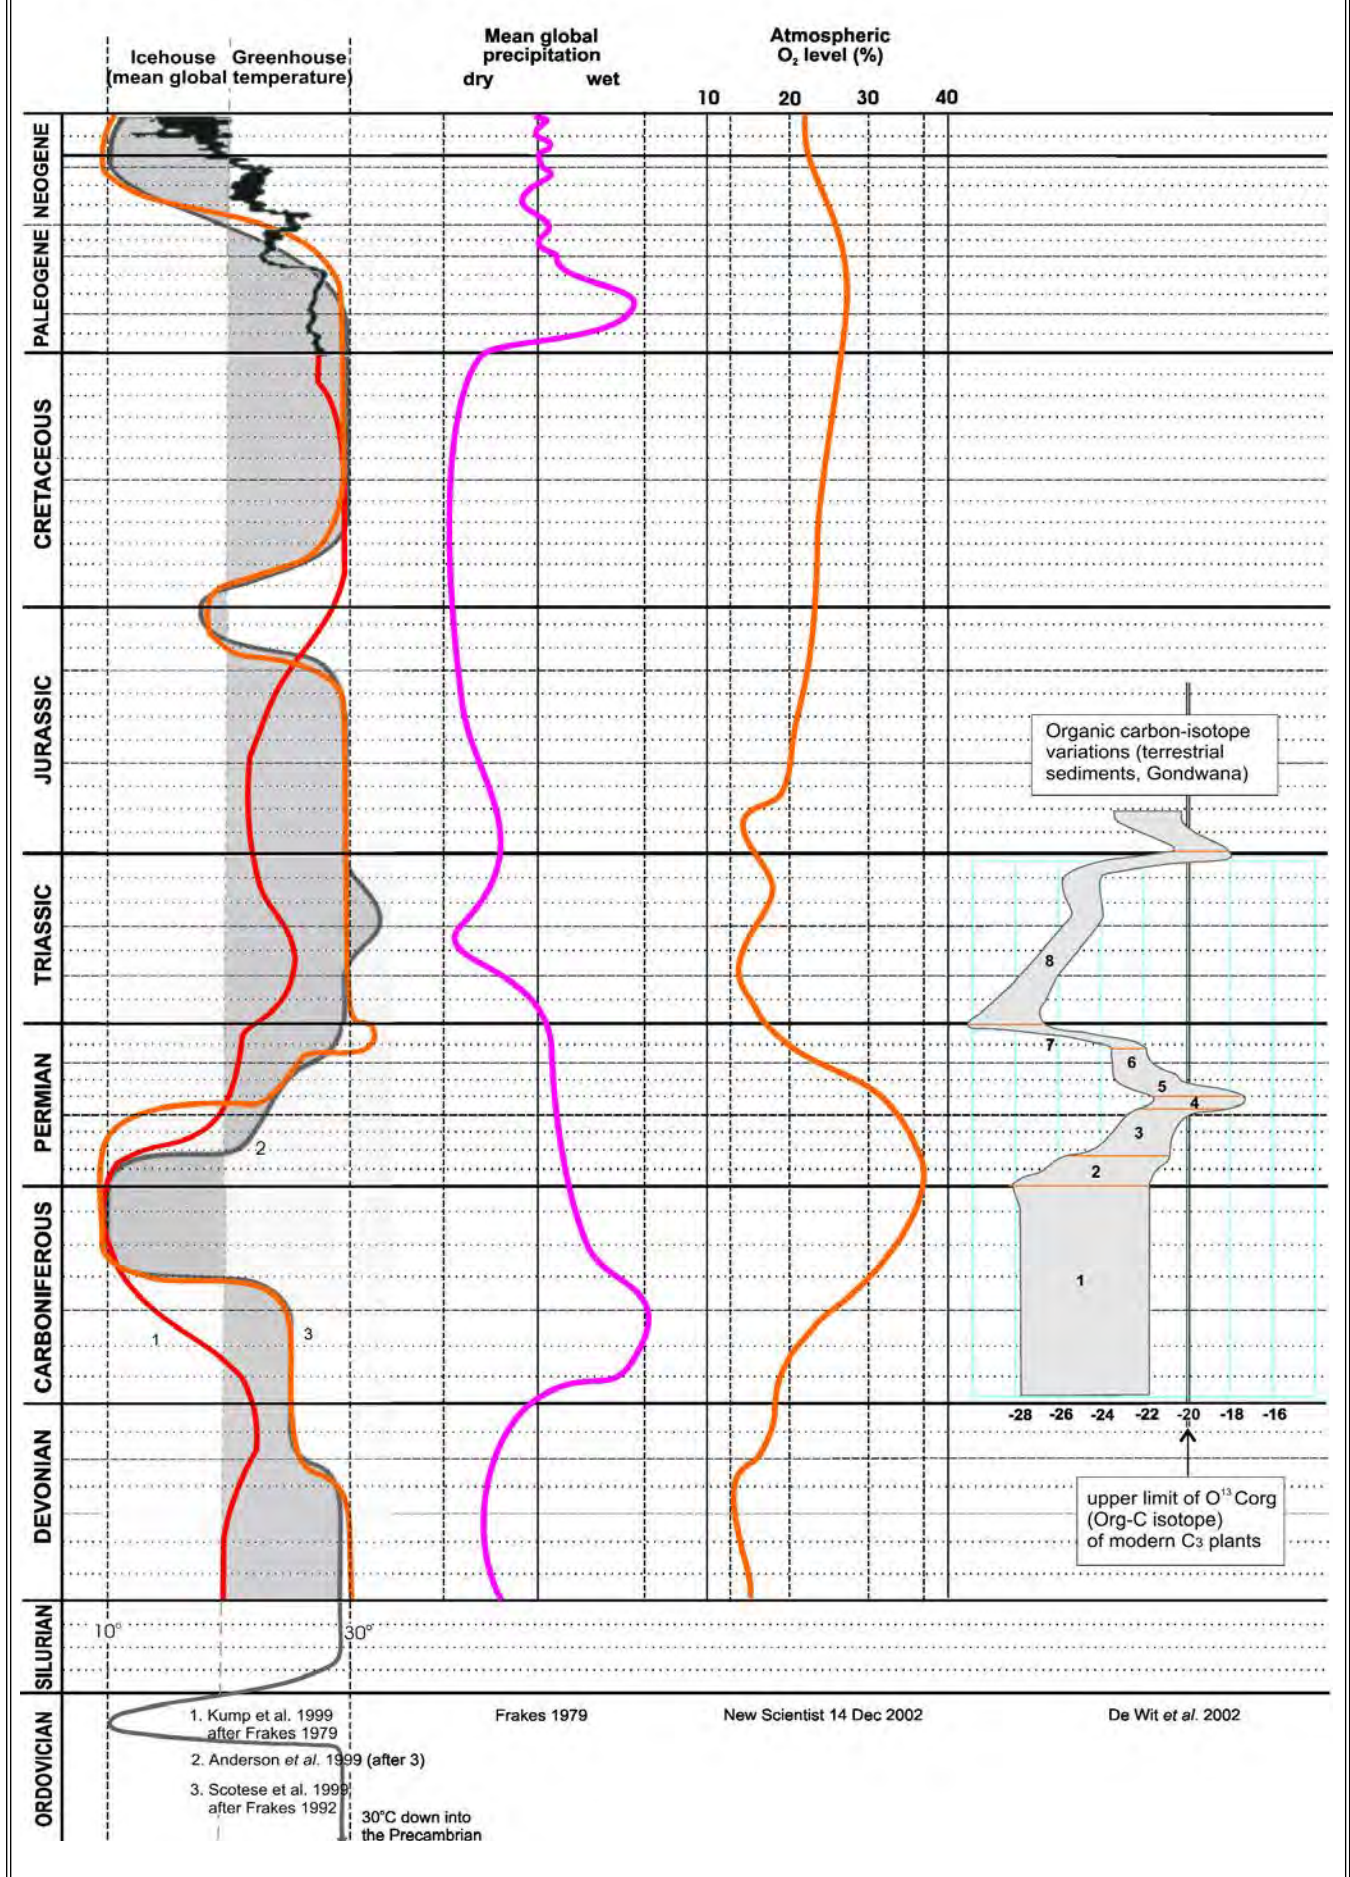 Icehouse Greenhouse
(mean global temperature)
Mean global
precipitation
dry wet
Atmospheric
O₂ level (%)
10 20 30 40
NEOGENE
PALEOGENE
CRETACEOUS
JURASSIC
TRIASSIC
PERMIAN
CARBONIFEROUS
DEVONIAN
SILURIAN
ORDOVICIAN
Organic carbon-isotope
variations (terrestrial
sediments, Gondwana)
8
7
6
5
4
3
2
1
2
3
1
-28 -26 -24 -22 -20 -18 -16
upper limit of O¹³Corg
(Org-C isotope)
of modern C₃ plants
10° 30°
1. Kump et al. 1999
after Frakes 1979
2. Anderson et al. 1999 (after 3)
3. Scotese et al. 1999
after Frakes 1992
30°C down into
the Precambrian
Frakes 1979
New Scientist 14 Dec 2002
De Wit et al. 2002